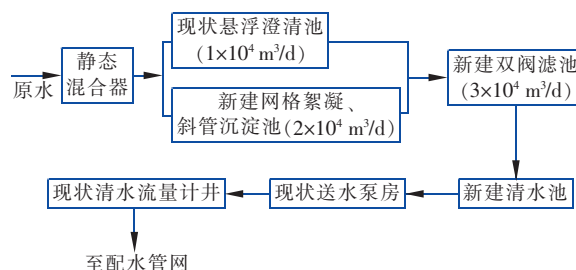 现状悬浮澄清池
(1×10⁴ m³/d)
静态
混合器
原水
新建网格絮凝、
斜管沉淀池(2×10⁴ m³/d)
新建双阀滤池
(3×10⁴ m³/d)
现状清水流量计井
现状送水泵房
新建清水池
至配水管网